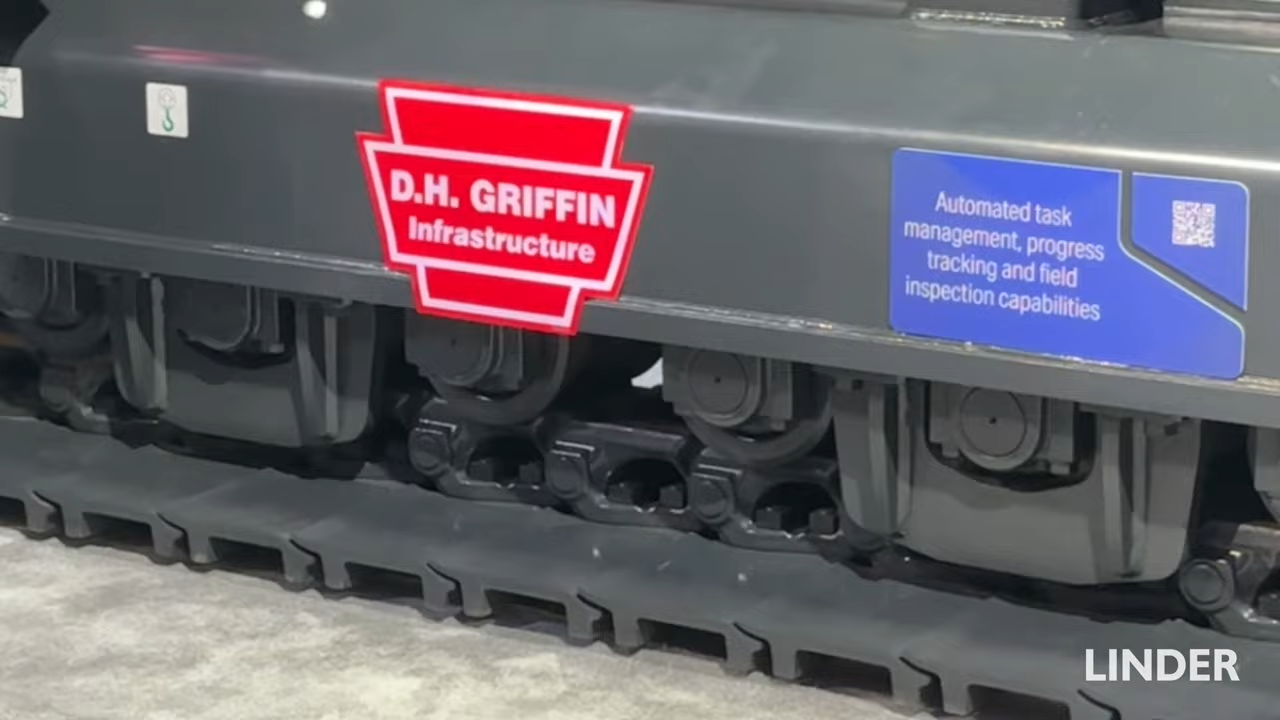 D.H. GRIFFIN
Infrastructure
Automated task
management, progress
tracking and field
inspection capabilities
LINDER